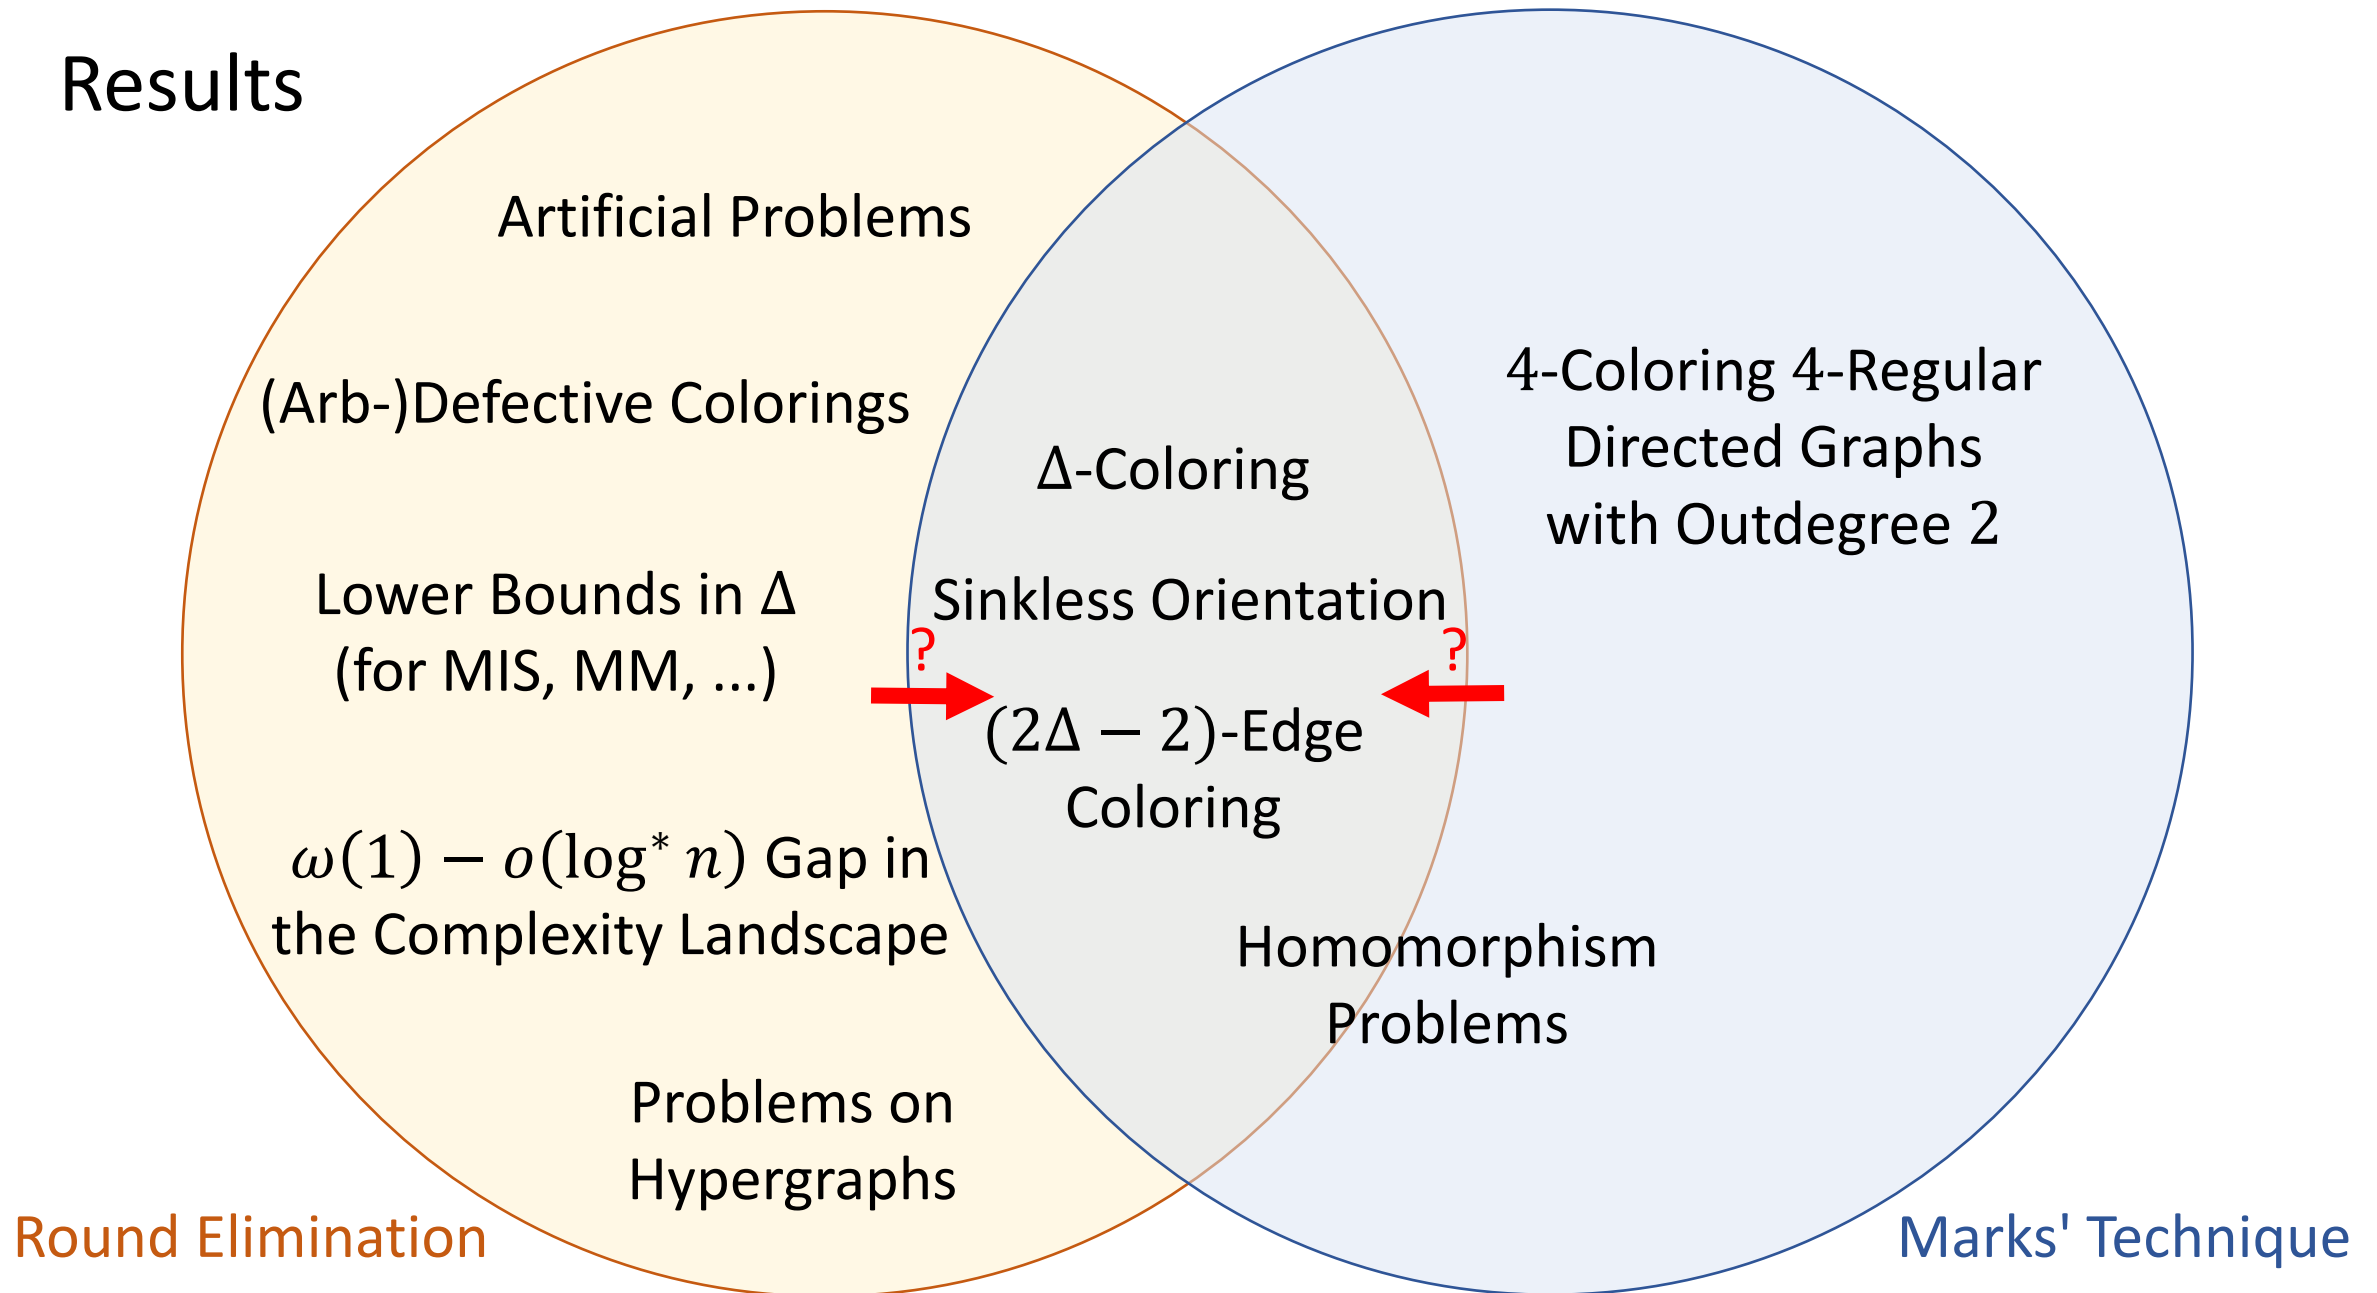 Results
Artificial Problems
(Arb-)Defective Colorings
Lower Bounds in Δ
(for MIS, MM, ...)
ω(1) − o(log* n) Gap in
the Complexity Landscape
Problems on
Hypergraphs
Round Elimination
Δ-Coloring
Sinkless Orientation
?
?
(2Δ − 2)-Edge
Coloring
Homomorphism
Problems
4-Coloring 4-Regular
Directed Graphs
with Outdegree 2
Marks' Technique